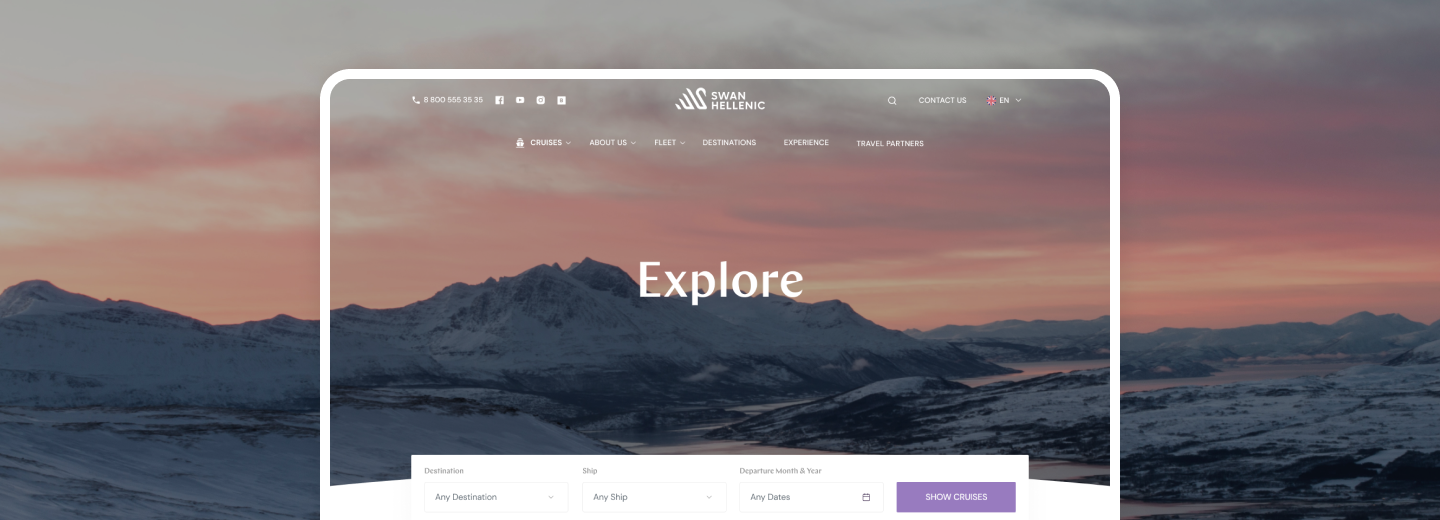 8 800 555 35 35
SWAN
HELLENIC
CONTACT US
EN
CRUISES
ABOUT US
FLEET
DESTINATIONS
EXPERIENCE
TRAVEL PARTNERS
Explore
Destination
Ship
Departure Month & Year
Any Destination
Any Ship
Any Dates
SHOW CRUISES